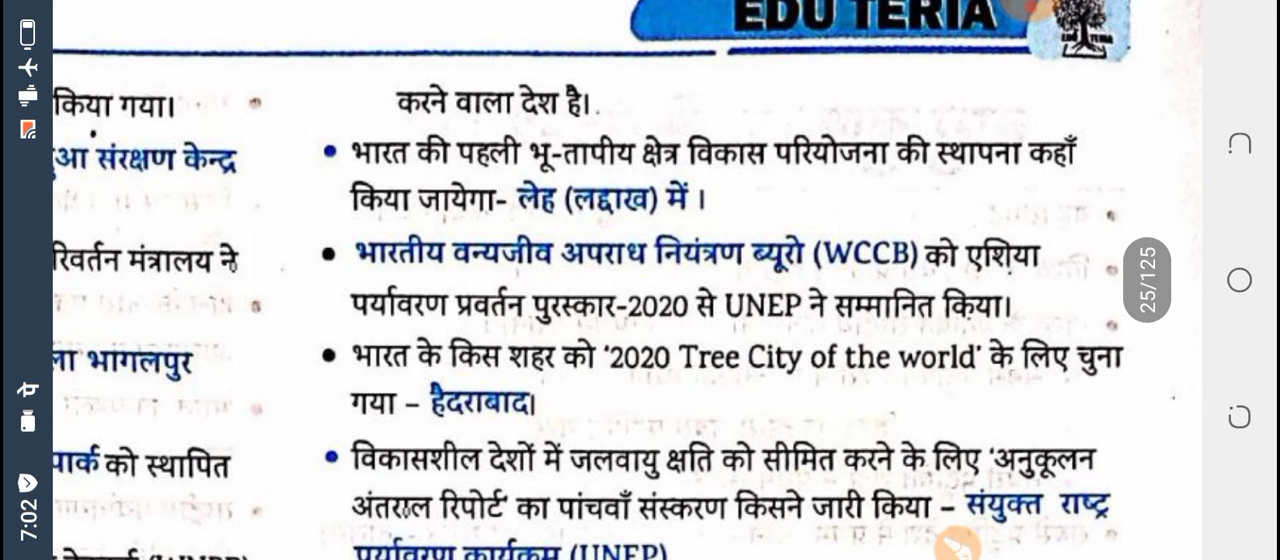 EDU TERIA
किया गया।
ुआ संरक्षण केन्द्र
रिवर्तन मंत्रालय ने
ला भागलपुर
पार्क को स्थापित
करने वाला देश है।
• भारत की पहली भू-तापीय क्षेत्र विकास परियोजना की स्थापना कहाँ
किया जायेगा- लेह (लद्दाख) में ।
• भारतीय वन्यजीव अपराध नियंत्रण ब्यूरो (WCCB) को एशिया
पर्यावरण प्रवर्तन पुरस्कार-2020 से UNEP ने सम्मानित किया।
• भारत के किस शहर को '2020 Tree City of the world' के लिए चुना
गया – हैदराबाद।
• विकासशील देशों में जलवायु क्षति को सीमित करने के लिए 'अनुकूलन
अंतराल रिपोर्ट' का पांचवाँ संस्करण किसने जारी किया – संयुक्त राष्ट्र
पर्यावरण कार्यक्रम (UNEP)
25/125
7:02